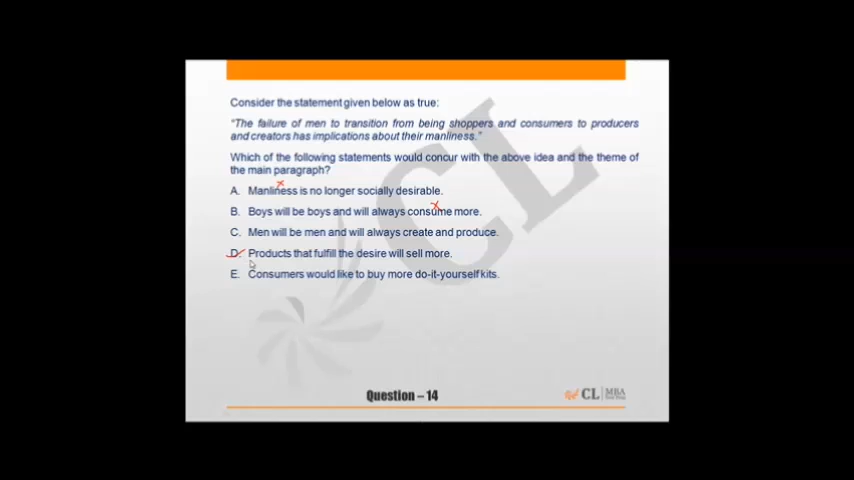 Consider the statement given below as true:
"The failure of men to transition from being shoppers and consumers to producers
and creators has implications about their manliness."
Which of the following statements would concur with the above idea and the theme of
the main paragraph?
A. Manliness is no longer socially desirable.
B. Boys will be boys and will always consume more.
C. Men will be men and will always create and produce.
D. Products that fulfill the desire will sell more.
E. Consumers would like to buy more do-it-yourself kits.
CL
Question – 14
CL MBA